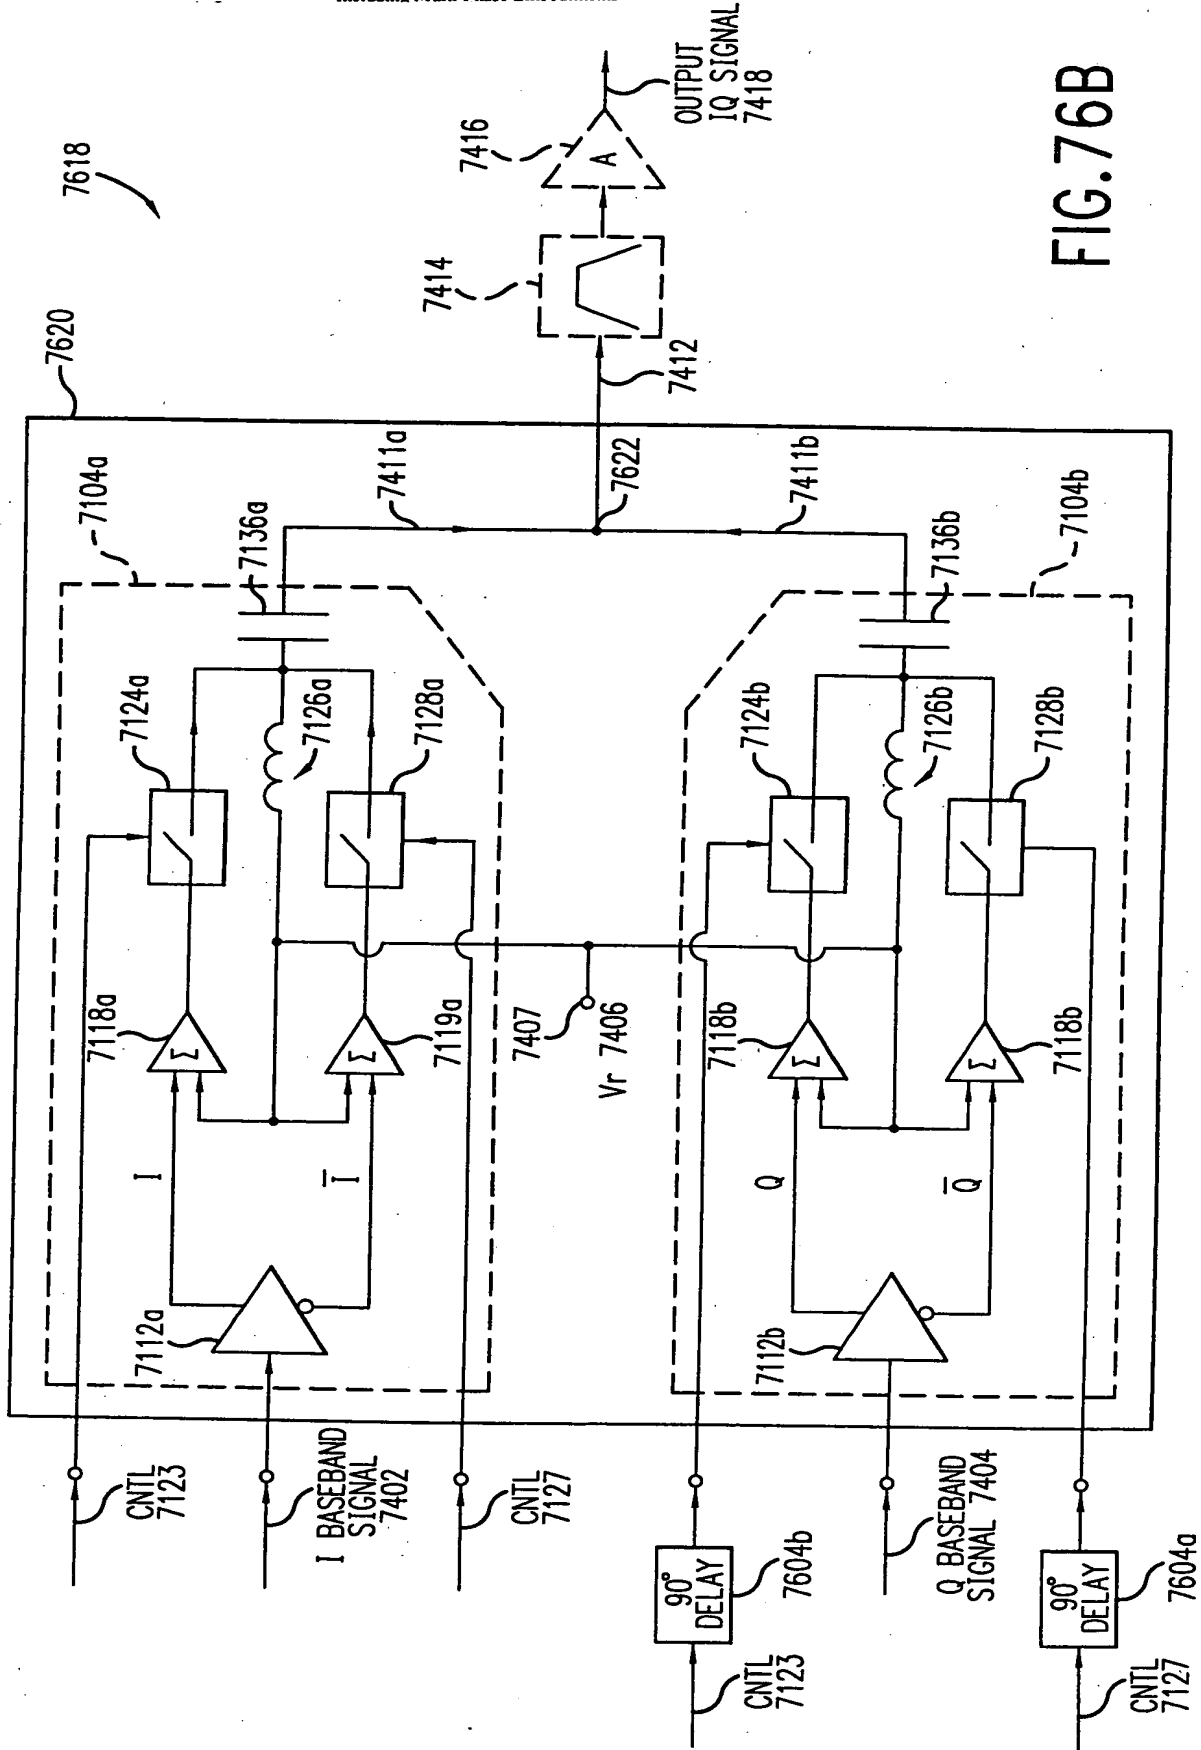 7618
7620
7104a
7124a
7136a
7118a
7126a
7411a
I
Σ
7112a
Ī
Σ
7119a
7128a
CNTL
7123
I BASEBAND
SIGNAL
7402
CNTL
7127
7407
Vr 7406
7622
7412
7414
7416
A
OUTPUT
IQ SIGNAL
7418
7411b
7124b
7136b
7118b
7126b
Q
Σ
7112b
Q̄
Σ
7118b
7128b
7104b
90°
DELAY
7604b
CNTL
7123
Q BASEBAND
SIGNAL 7404
90°
DELAY
7604a
CNTL
7127
FIG.76B